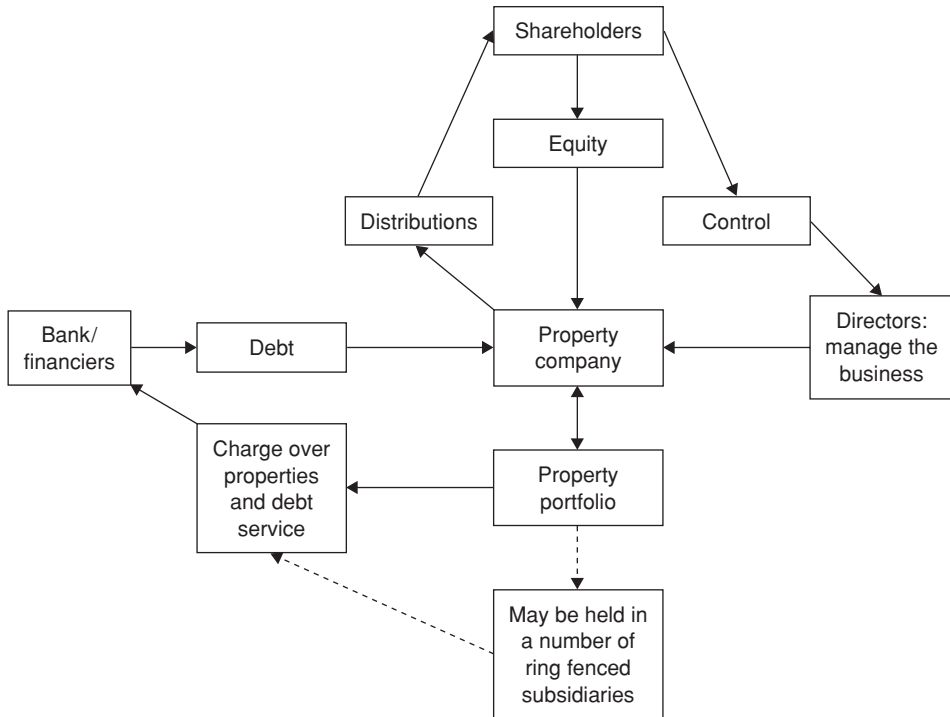 Shareholders
Equity
Distributions
Control
Bank/
financiers
Debt
Property
company
Directors:
manage the
business
Charge over
properties
and debt
service
Property
portfolio
May be held in
a number of
ring fenced
subsidiaries